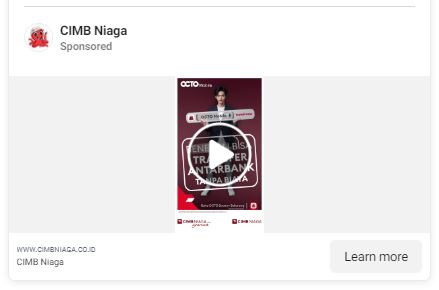 CIMB Niaga
Sponsored
OCTO Mobile
OCTO Mobile
BISA
TRANSFER
ANTARBANK
TANPA BIAYA
CIMB NIAGA
CIMB NIAGA
WWW.CIMBNIAGA.CO.ID
CIMB Niaga
Learn more